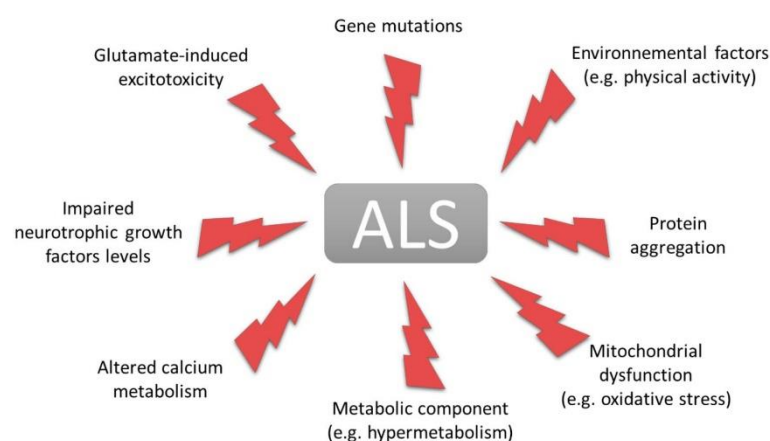 Gene mutations
Glutamate-induced
excitotoxicity
Environnemental factors
(e.g. physical activity)
Impaired
neurotrophic growth
factors levels
ALS
Protein
aggregation
Altered calcium
metabolism
Metabolic component
(e.g. hypermetabolism)
Mitochondrial
dysfunction
(e.g. oxidative stress)